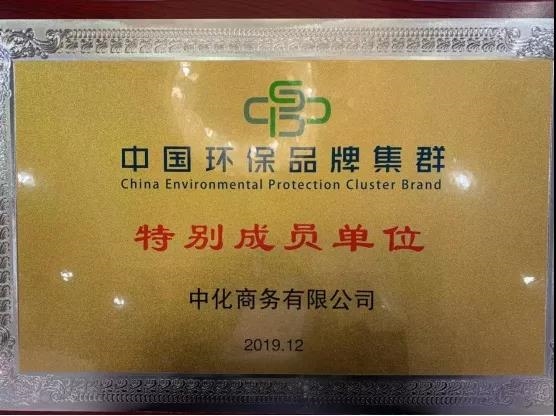 中国环保品牌集群
China Environmental Protection Cluster Brand
特别成员单位
中化商务有限公司
2019.12